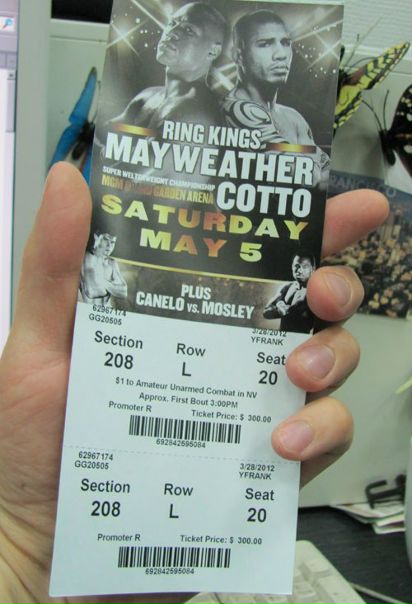 RING KINGS
MAYWEATHER
SUPER WELTERWEIGHT CHAMPIONSHIP
MGM GRAND GARDEN ARENA
COTTO
SATURDAY
MAY 5
PLUS
CANELO vs. MOSLEY
62967174
GG20505
3/28/2012
YFRANK
Section Row Seat
208 L 20
$1 to Amateur Unarmed Combat in NV
Approx. First Bout 3:00PM
Promoter R Ticket Price: $ 300.00
692842595084
62967174
GG20505
3/28/2012
YFRANK
Section Row Seat
208 L 20
Promoter R Ticket Price: $ 300.00
692842595084